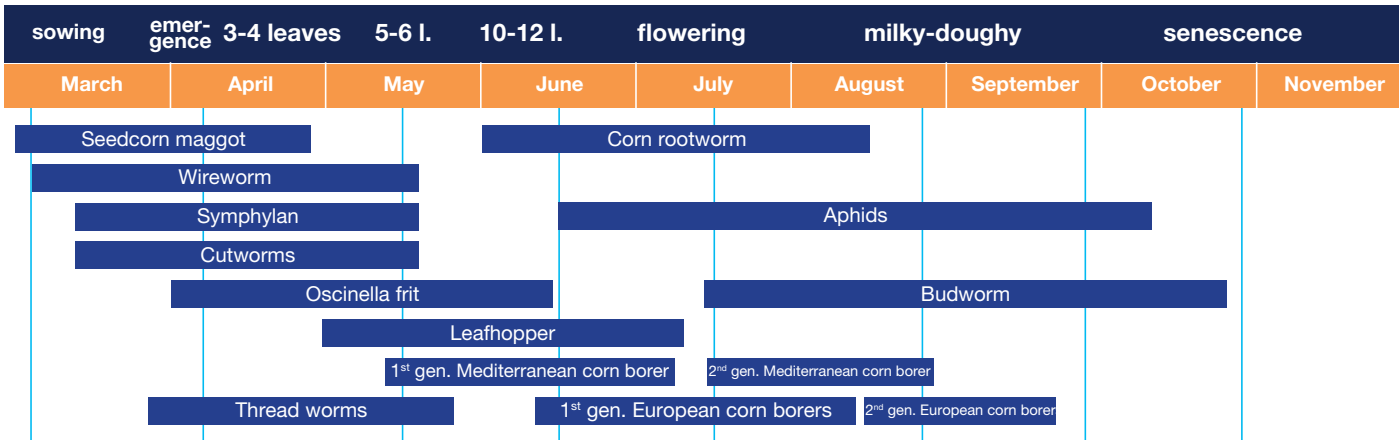 sowing emer-gence 3-4 leaves 5-6 l. 10-12 l. flowering milky-doughy senescence
March April May June July August September October November
Seedcorn maggot Corn rootworm
Wireworm
Symphylan Aphids
Cutworms
Oscinella frit Budworm
Leafhopper
1st gen. Mediterranean corn borer 2nd gen. Mediterranean corn borer
Thread worms 1st gen. European corn borers 2nd gen. European corn borer